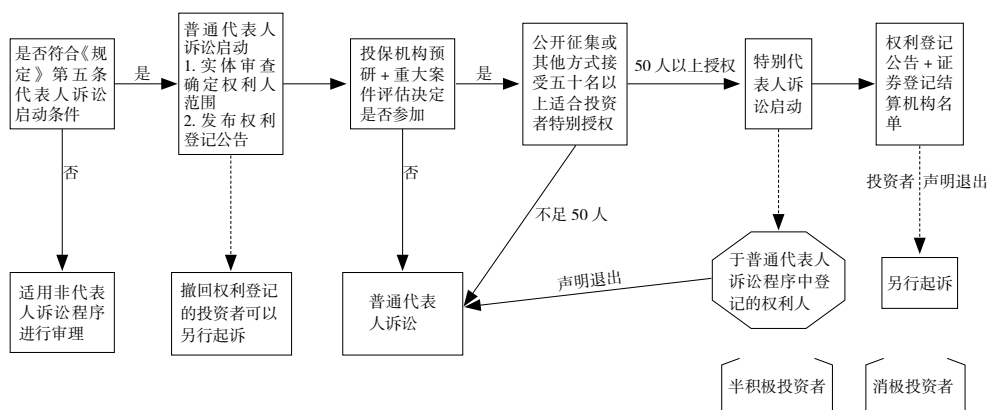 是否符合《规
定》第五条
代表人诉讼
启动条件
是
普通代表人
诉讼启动
1. 实体审查
确定权利人
范围
2. 发布权利
登记公告
投保机构预
研+重大案
件评估决定
是否参加
是
公开征集或
其他方式接
受五十名以
上适合投资
者特别授权
50 人以上授权
特别代
表人诉
讼启动
权利登记
公告+证
券登记结
算机构名
单
否
否
不足 50 人
投资者
声明退出
适用非代表
人诉讼程序
进行审理
撤回权利登记
的投资者可以
另行起诉
普通代表
人诉讼
声明退出
于普通代表人
诉讼程序中登
记的权利人
另行起诉
半积极投资者
消极投资者